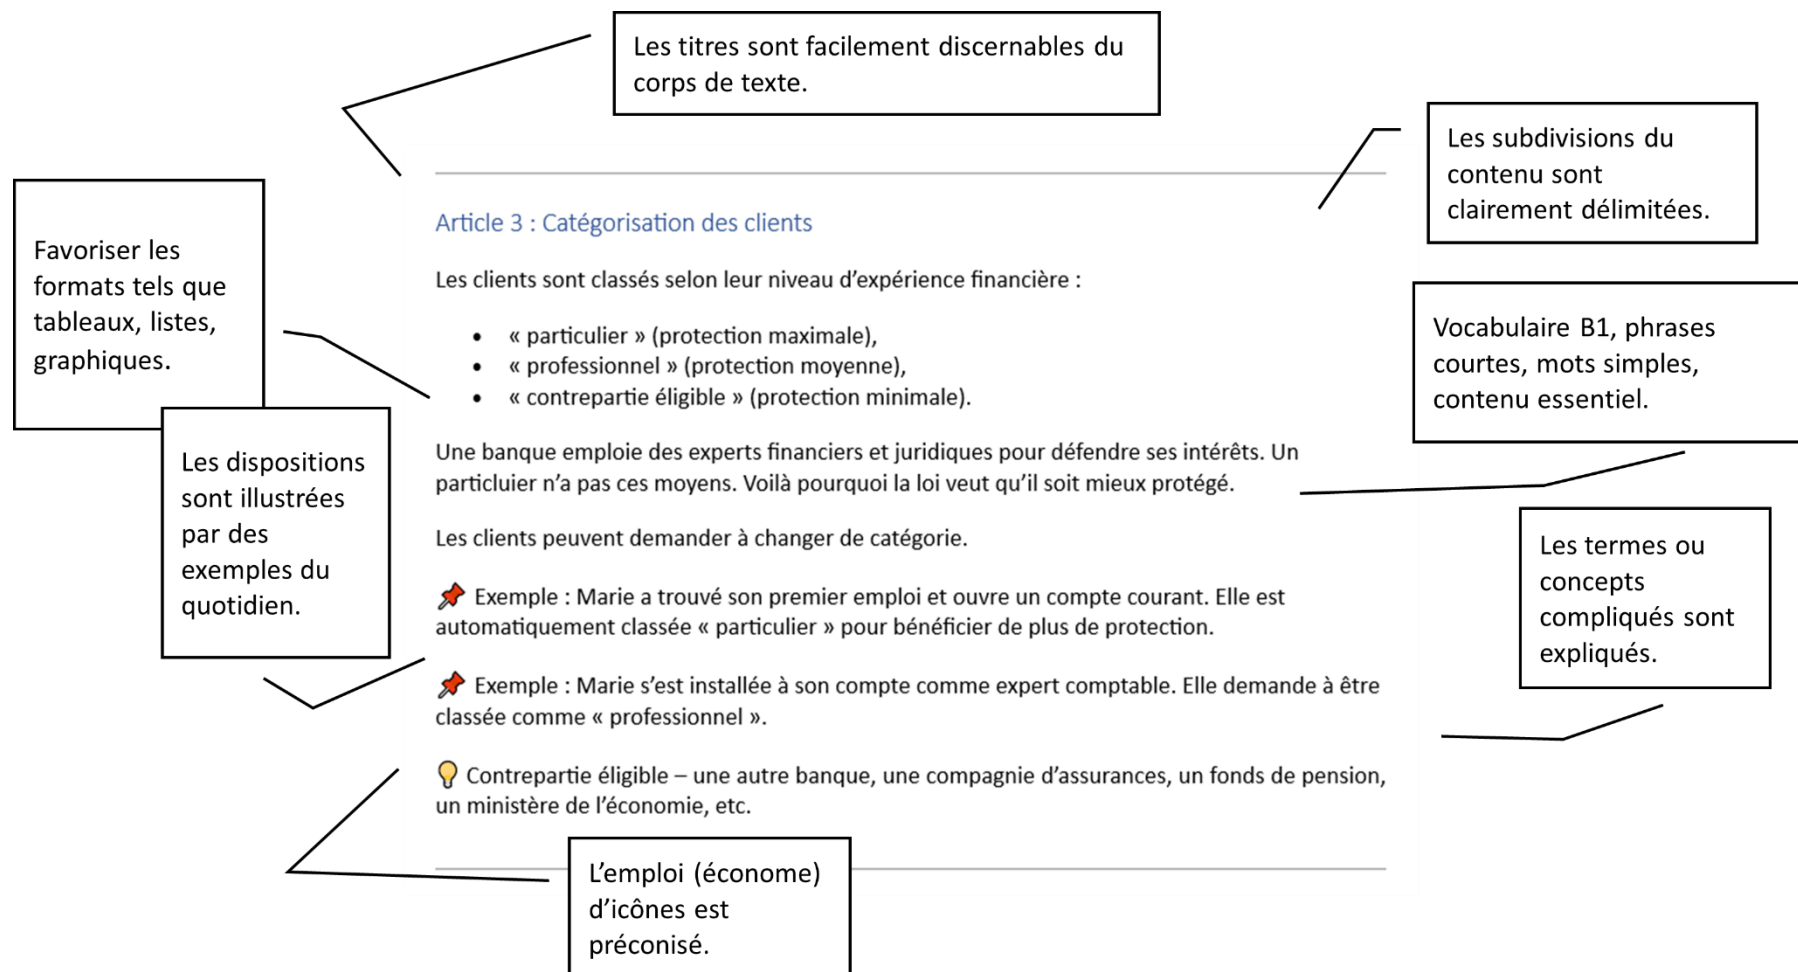 Les titres sont facilement discernables du
corps de texte.
Les subdivisions du
contenu sont
clairement délimitées.
Favoriser les
formats tels que
tableaux, listes,
graphiques.
Article 3 : Catégorisation des clients
Les clients sont classés selon leur niveau d’expérience financière :
• « particulier » (protection maximale),
• « professionnel » (protection moyenne),
• « contrepartie éligible » (protection minimale).
Vocabulaire B1, phrases
courtes, mots simples,
contenu essentiel.
Les dispositions
sont illustrées
par des
exemples du
quotidien.
Une banque emploie des experts financiers et juridiques pour défendre ses intérêts. Un
particluier n’a pas ces moyens. Voilà pourquoi la loi veut qu’il soit mieux protégé.
Les clients peuvent demander à changer de catégorie.
Les termes ou
concepts
compliqués sont
expliqués.
📌 Exemple : Marie a trouvé son premier emploi et ouvre un compte courant. Elle est
automatiquement classée « particulier » pour bénéficier de plus de protection.
📌 Exemple : Marie s’est installée à son compte comme expert comptable. Elle demande à être
classée comme « professionnel ».
💡 Contrepartie éligible – une autre banque, une compagnie d’assurances, un fonds de pension,
un ministère de l’économie, etc.
L’emploi (économe)
d’icônes est
préconisé.